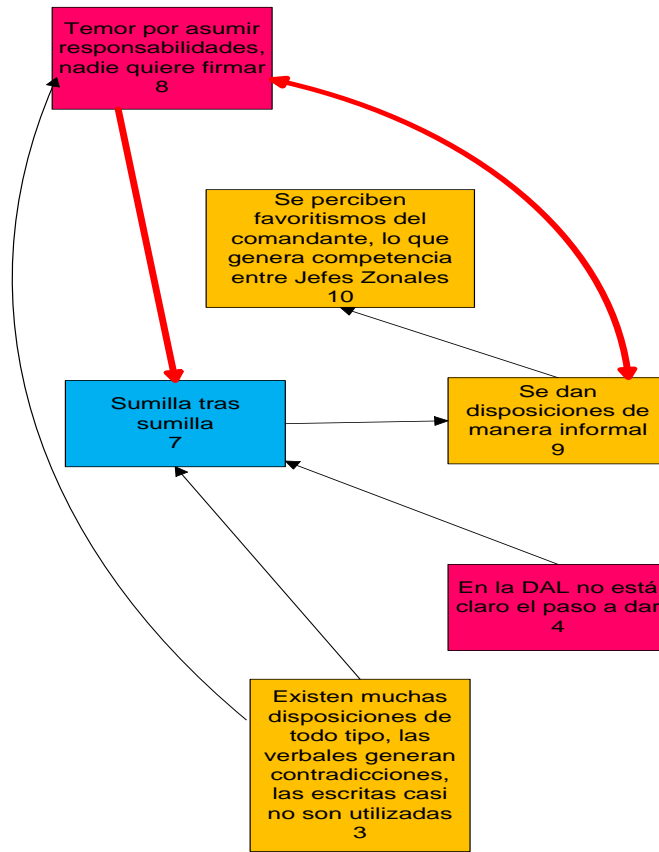 Temor por asumir
responsabilidades,
nadie quiere firmar
8
Se perciben
favoritismos del
comandante, lo que
genera competencia
entre Jefes Zonales
10
Sumilla tras
sumilla
7
Se dan
disposiciones de
manera informal
9
En la DAL no está
claro el paso a dar
4
Existen muchas
disposiciones de
todo tipo, las
verbales generan
contradicciones,
las escritas casi
no son utilizadas
3